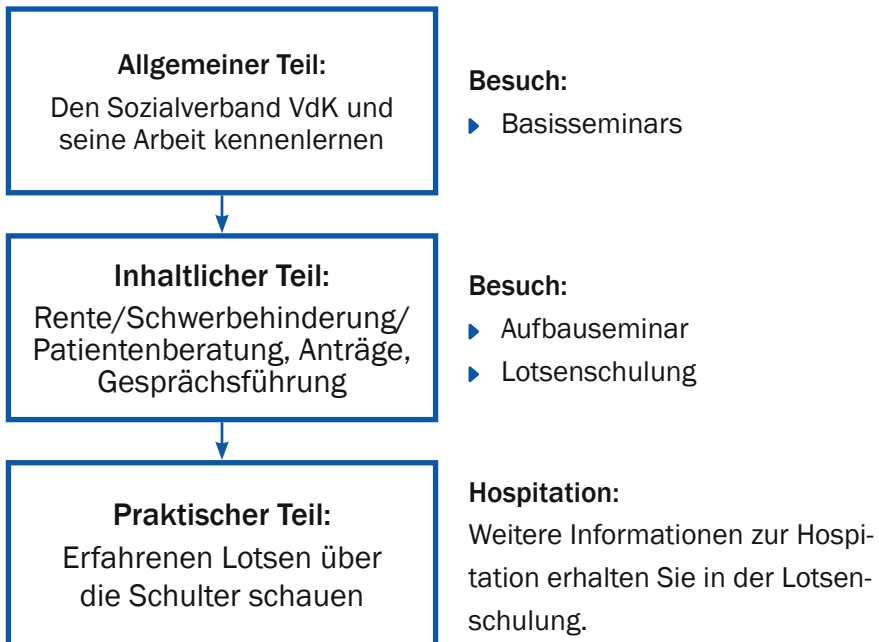 Allgemeiner Teil:
Den Sozialverband VdK und
seine Arbeit kennenlernen
Besuch:
Basisseminars
Inhaltlicher Teil:
Rente/Schwerbehinderung/
Patientenberatung, Anträge,
Gesprächsführung
Besuch:
Aufbauseminar
Lotsenschulung
Praktischer Teil:
Erfahrenen Lotsen über
die Schulter schauen
Hospitation:
Weitere Informationen zur Hospi-
tation erhalten Sie in der Lotsen-
schulung.